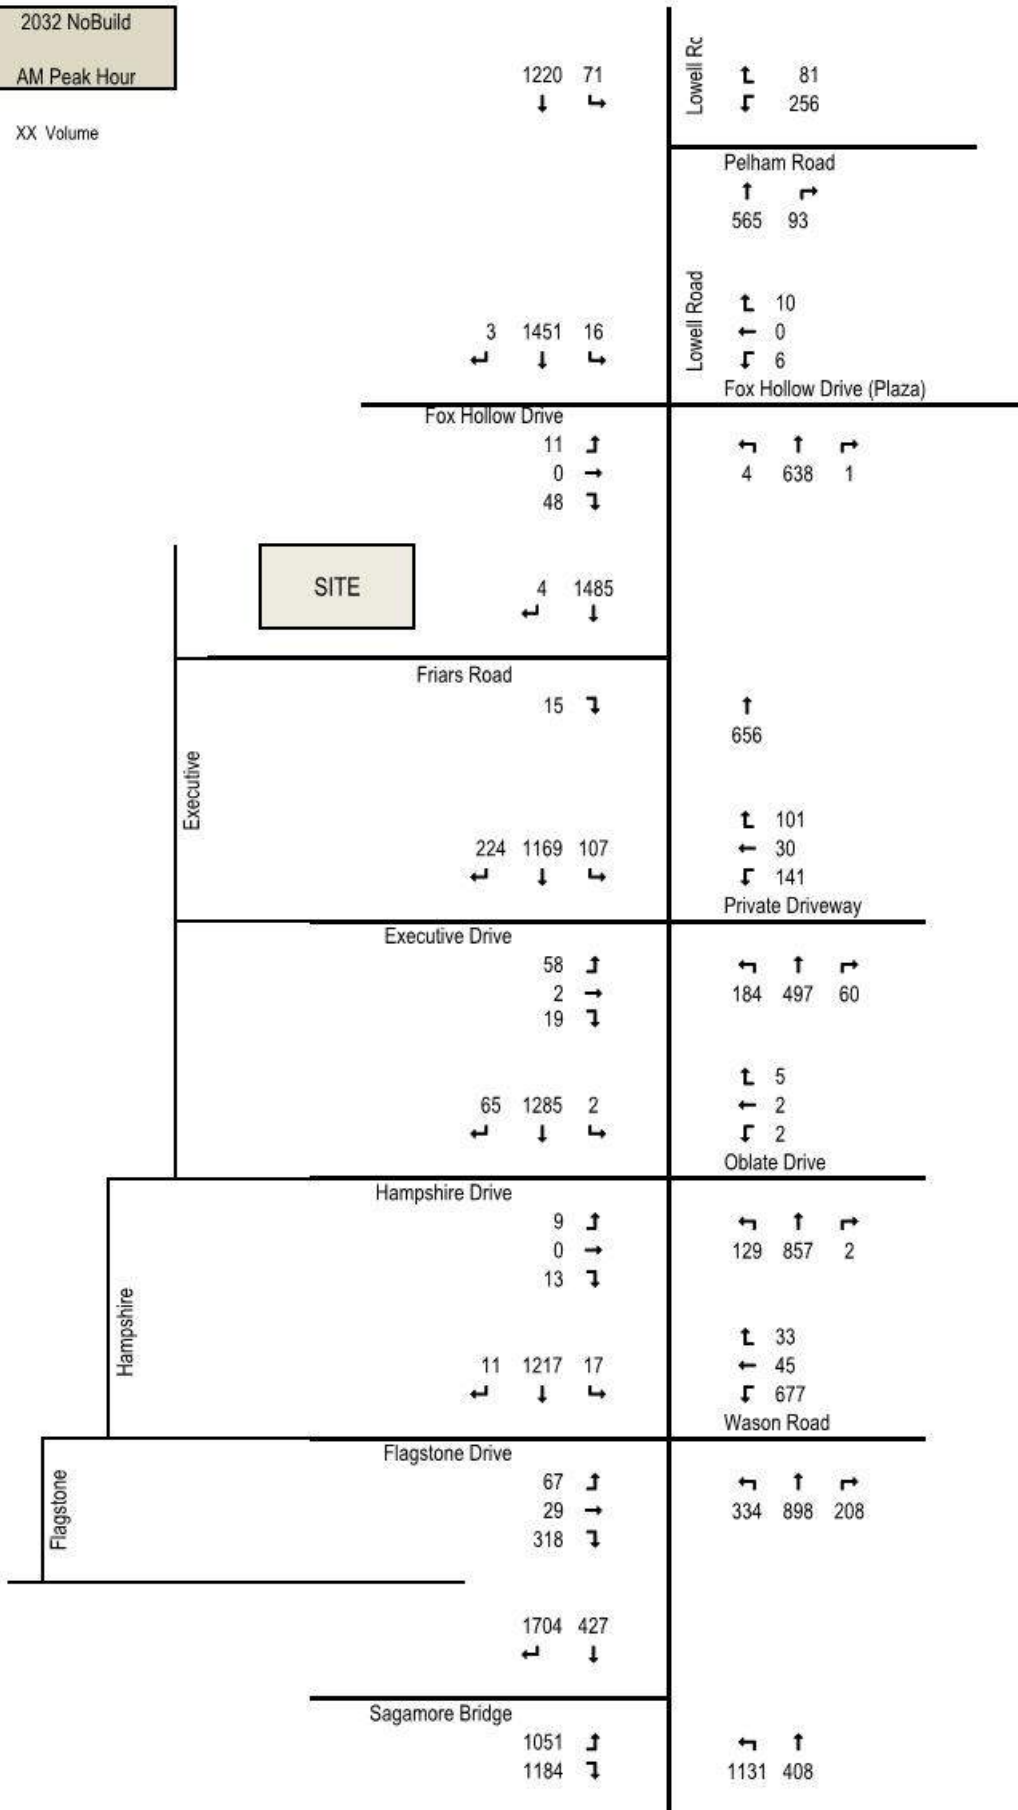 2032 NoBuild
AM Peak Hour
XX Volume
1220 71
Lowell Rc
81
256
Pelham Road
565 93
Lowell Road
10
0
6
3 1451 16
Fox Hollow Drive (Plaza)
Fox Hollow Drive
11
0
48
4 638 1
SITE
4 1485
Friars Road
15
656
Executive
101
30
141
224 1169 107
Private Driveway
Executive Drive
58
2
19
184 497 60
5
2
2
65 1285 2
Oblate Drive
Hampshire Drive
9
0
13
129 857 2
Hampshire
33
45
677
11 1217 17
Wason Road
Flagstone Drive
67
29
318
334 898 208
Flagstone
1704 427
Sagamore Bridge
1051
1184
1131 408